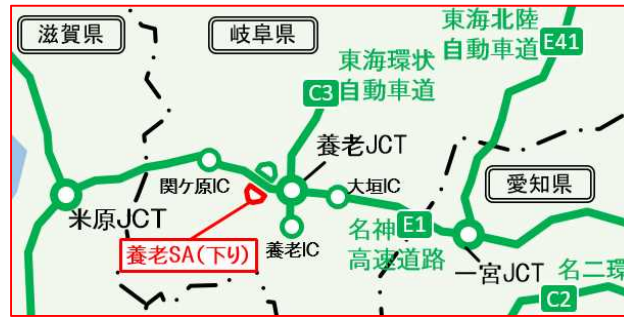 滋賀県
岐阜県
東海北陸
自動車道
E41
東海環状
自動車道
C3
養老JCT
関ケ原IC
大垣IC
愛知県
米原JCT
養老SA(下り)
養老IC
名神
高速道路
E1
一宮JCT
名二環
C2